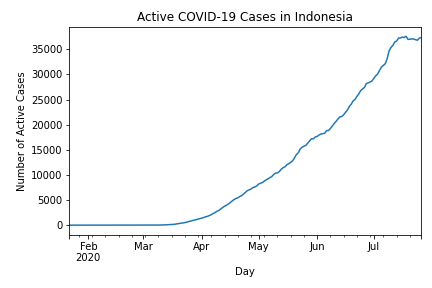 Active COVID-19 Cases in Indonesia
Number of Active Cases
35000
30000
25000
20000
15000
10000
5000
0
Feb Mar Apr May Jun Jul
2020
Day